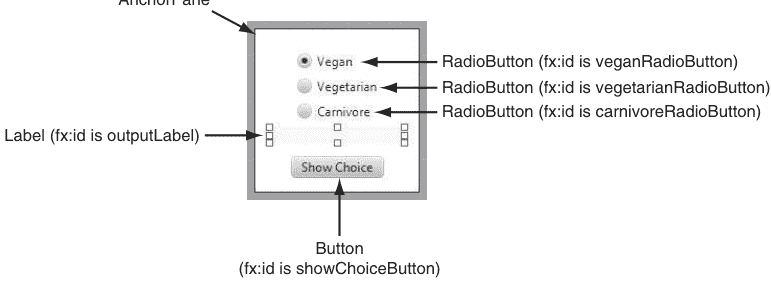 AnchorPane
Vegan
RadioButton (fx:id is veganRadioButton)
Vegetarian
RadioButton (fx:id is vegetarianRadioButton)
Carnivore
RadioButton (fx:id is carnivoreRadioButton)
Label (fx:id is outputLabel)
Show Choice
Button
(fx:id is showChoiceButton)